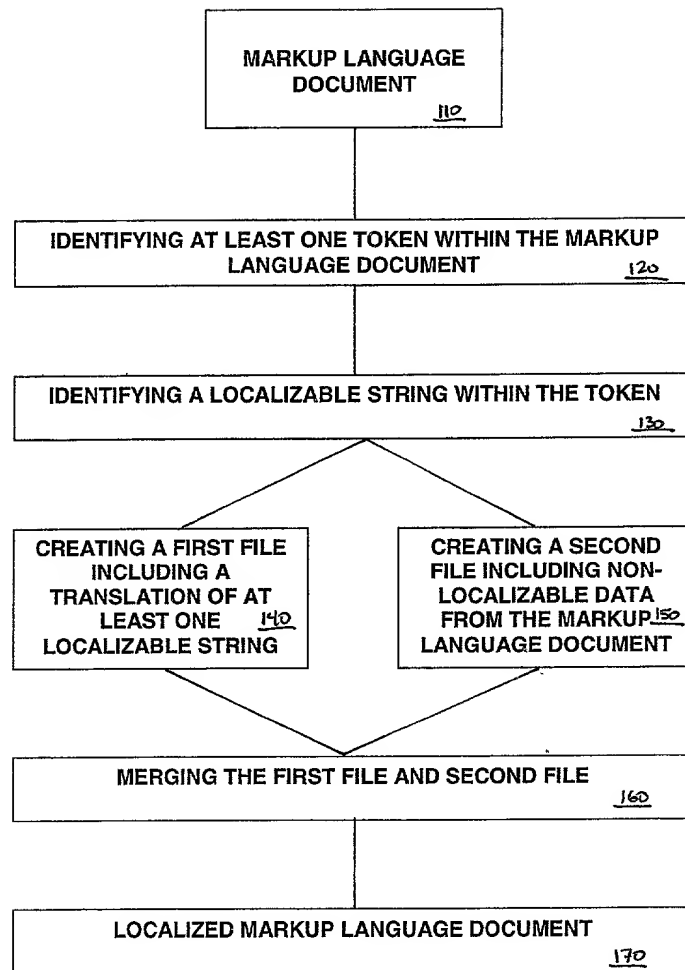 MARKUP LANGUAGE
DOCUMENT
110
IDENTIFYING AT LEAST ONE TOKEN WITHIN THE MARKUP
LANGUAGE DOCUMENT
120
IDENTIFYING A LOCALIZABLE STRING WITHIN THE TOKEN
130
CREATING A FIRST FILE
INCLUDING A
TRANSLATION OF AT
LEAST ONE 140
LOCALIZABLE STRING
CREATING A SECOND
FILE INCLUDING NON-
LOCALIZABLE DATA
FROM THE MARKUP 150
LANGUAGE DOCUMENT
MERGING THE FIRST FILE AND SECOND FILE
160
LOCALIZED MARKUP LANGUAGE DOCUMENT
170